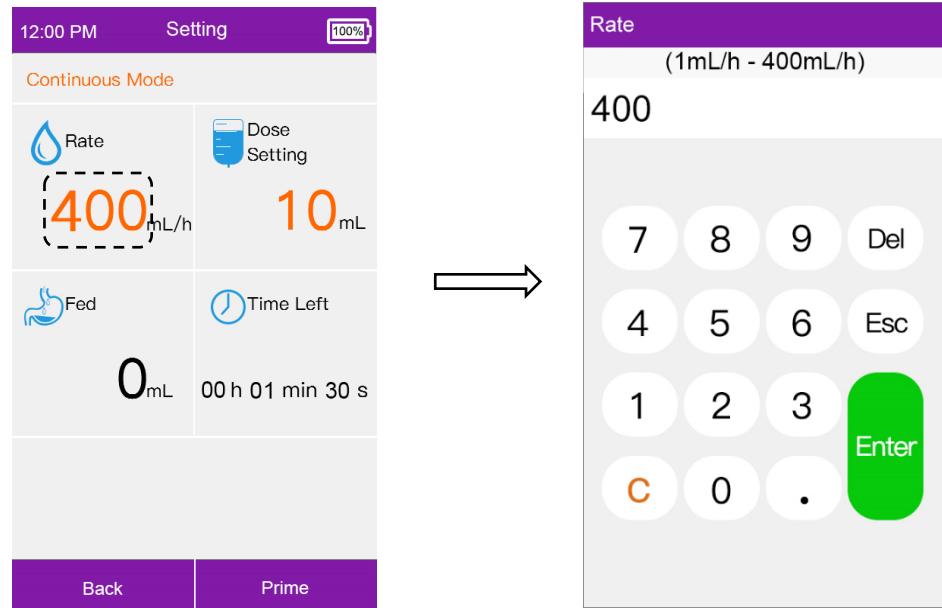 12:00 PM Setting 100%
Continuous Mode
Rate
400mL/h
Dose
Setting
10mL
Fed
0mL
Time Left
00 h 01 min 30 s
Back Prime
Rate
(1mL/h - 400mL/h)
400
7 8 9 Del
4 5 6 Esc
1 2 3 Enter
C 0 .